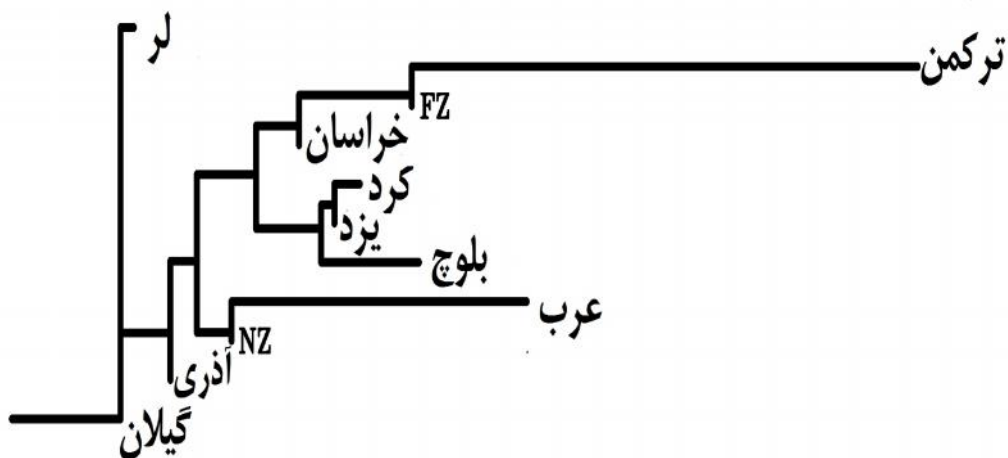 لر
ترکمن
FZ
خراسان
کرد
یزد
بلوچ
عرب
NZ
آذری
گیلان